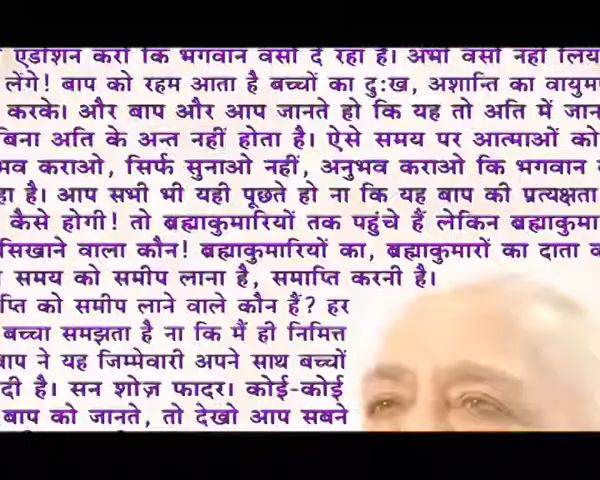 एडीशन करो कि भगवान वर्सा दे रहा है। अभी वर्सा नहीं लिय
लेंगे! बाप को रहम आता है बच्चों का दुःख, अशान्ति का वायुम
करके। और बाप और आप जानते हो कि यह तो अति में जान
बिना अति के अन्त नहीं होता है। ऐसे समय पर आत्माओं को
भव कराओ, सिर्फ सुनाओ नहीं, अनुभव कराओ कि भगवान
हा है। आप सभी भी यही पूछते हो ना कि यह बाप की प्रत्यक्षता
कैसे होगी! तो ब्रह्माकुमारियों तक पहुंचे हैं लेकिन ब्रह्माकुमा
सिखाने वाला कौन! ब्रह्माकुमारियों का, ब्रह्माकुमारों का दाता
समय को समीप लाना है, समाप्ति करनी है।
प्ति को समीप लाने वाले कौन हैं? हर
बच्चा समझता है ना कि मैं ही निमित्त
बाप ने यह जिम्मेवारी अपने साथ बच्चों
दी है। सन शोज़ फादर। कोई-कोई
बाप को जानते, तो देखो आप सबने